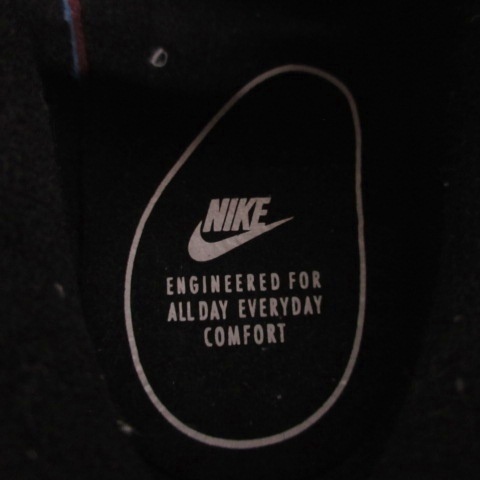 NIKE
ENGINEERED FOR
ALL DAY EVERYDAY
COMFORT